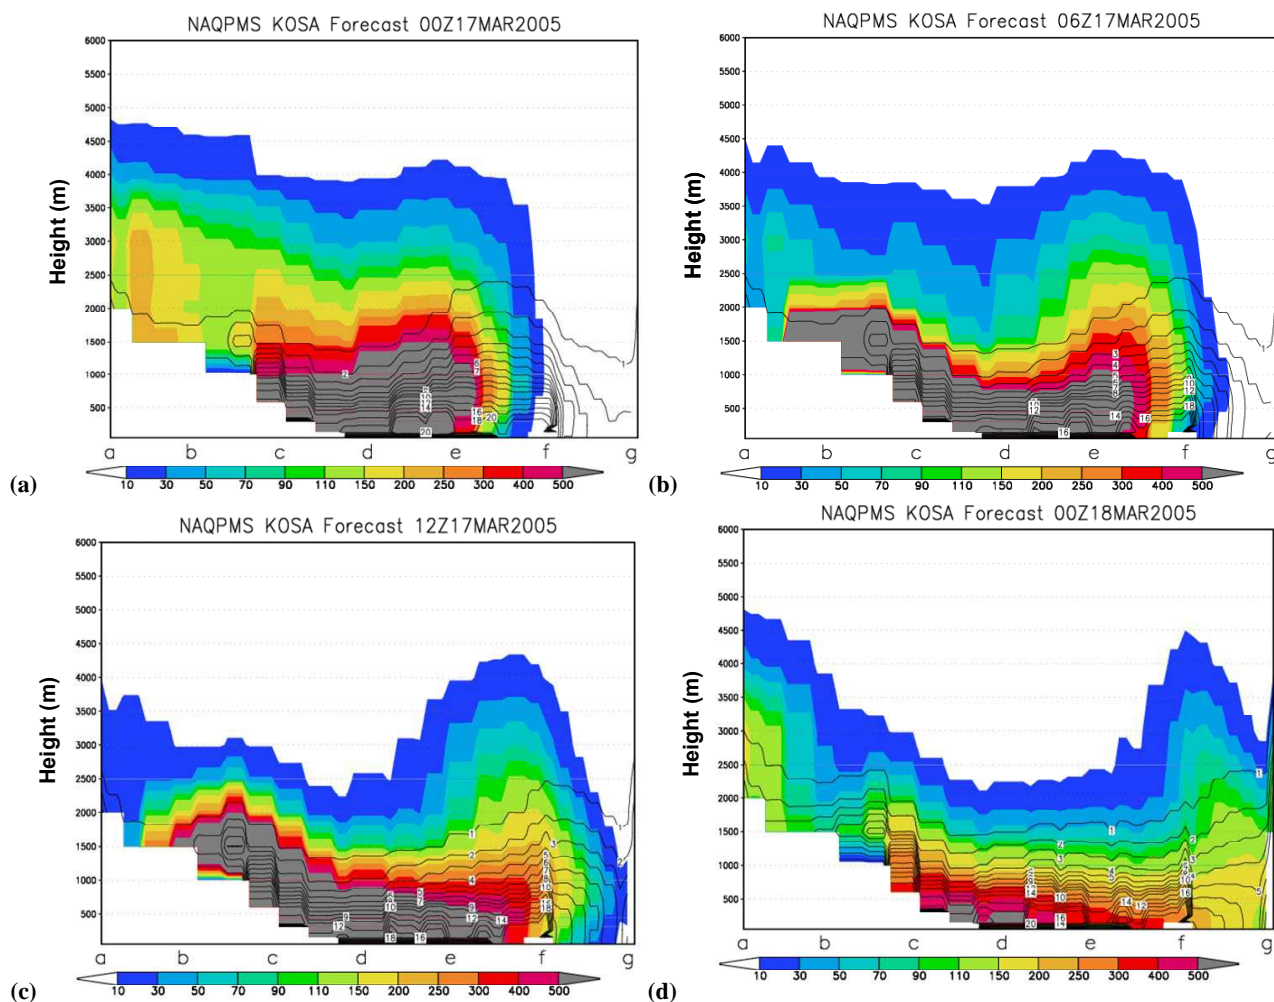 NAQPMS KOSA Forecast 00Z17MAR2005
Height (m)
6000
5500
5000
4500
4000
3500
3000
2500
2000
1500
1000
500
a b c d e f g
(a)
10 30 50 70 90 110 150 200 250 300 400 500
NAQPMS KOSA Forecast 06Z17MAR2005
Height (m)
6000
5500
5000
4500
4000
3500
3000
2500
2000
1500
1000
500
a b c d e f g
(b)
10 30 50 70 90 110 150 200 250 300 400 500
NAQPMS KOSA Forecast 12Z17MAR2005
Height (m)
6000
5500
5000
4500
4000
3500
3000
2500
2000
1500
1000
500
a b c d e f g
(c)
10 30 50 70 90 110 150 200 250 300 400 500
NAQPMS KOSA Forecast 00Z18MAR2005
Height (m)
6000
5500
5000
4500
4000
3500
3000
2500
2000
1500
1000
500
a b c d e f g
(d)
10 30 50 70 90 110 150 200 250 300 400 500